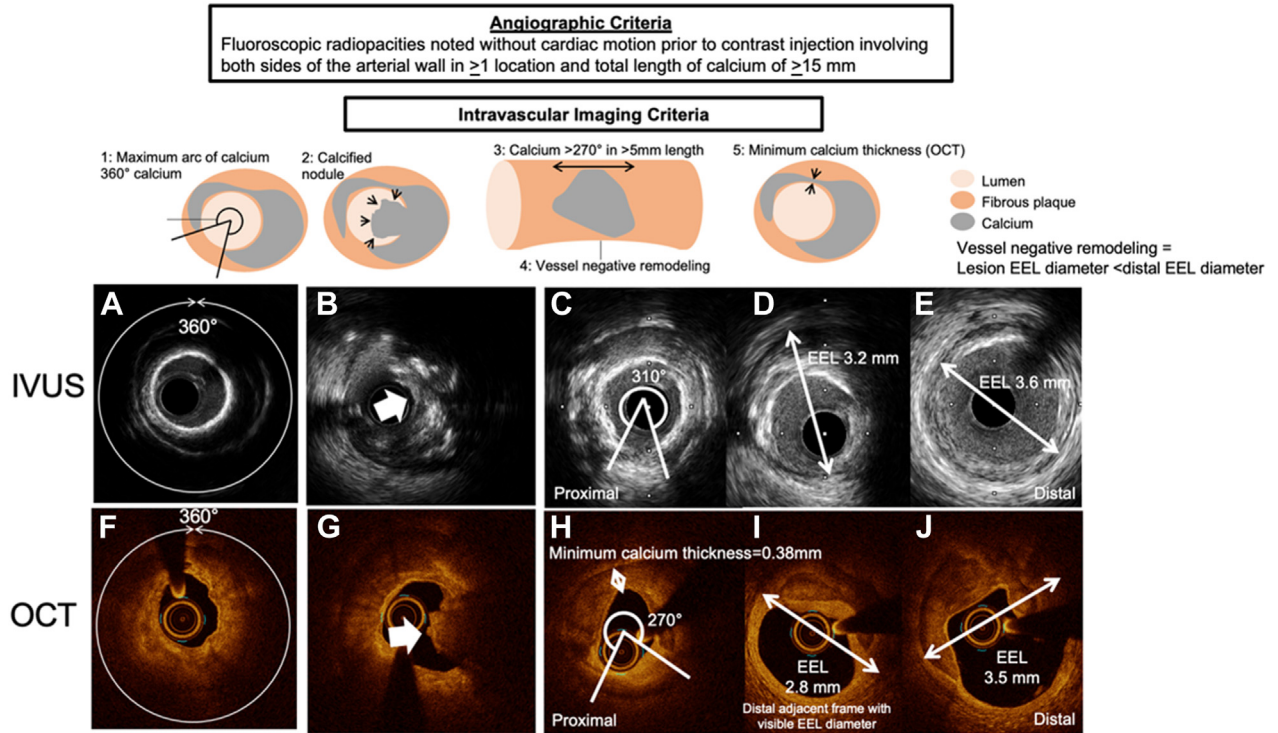 Angiographic Criteria
Fluoroscopic radiopacities noted without cardiac motion prior to contrast injection involving
both sides of the arterial wall in >1 location and total length of calcium of >15 mm
Intravascular Imaging Criteria
1: Maximum arc of calcium
360° calcium
2: Calcified
nodule
3: Calcium >270° in >5mm length
4: Vessel negative remodeling
5: Minimum calcium thickness (OCT)
Lumen
Fibrous plaque
Calcium
Vessel negative remodeling =
Lesion EEL diameter <distal EEL diameter
IVUS
A
360°
B
C
310°
Proximal
D
EEL 3.2 mm
E
EEL 3.6 mm
Distal
OCT
F
360°
G
H
Minimum calcium thickness=0.38mm
270°
Proximal
I
EEL
2.8 mm
Distal adjacent frame with
visible EEL diameter
J
EEL
3.5 mm
Distal